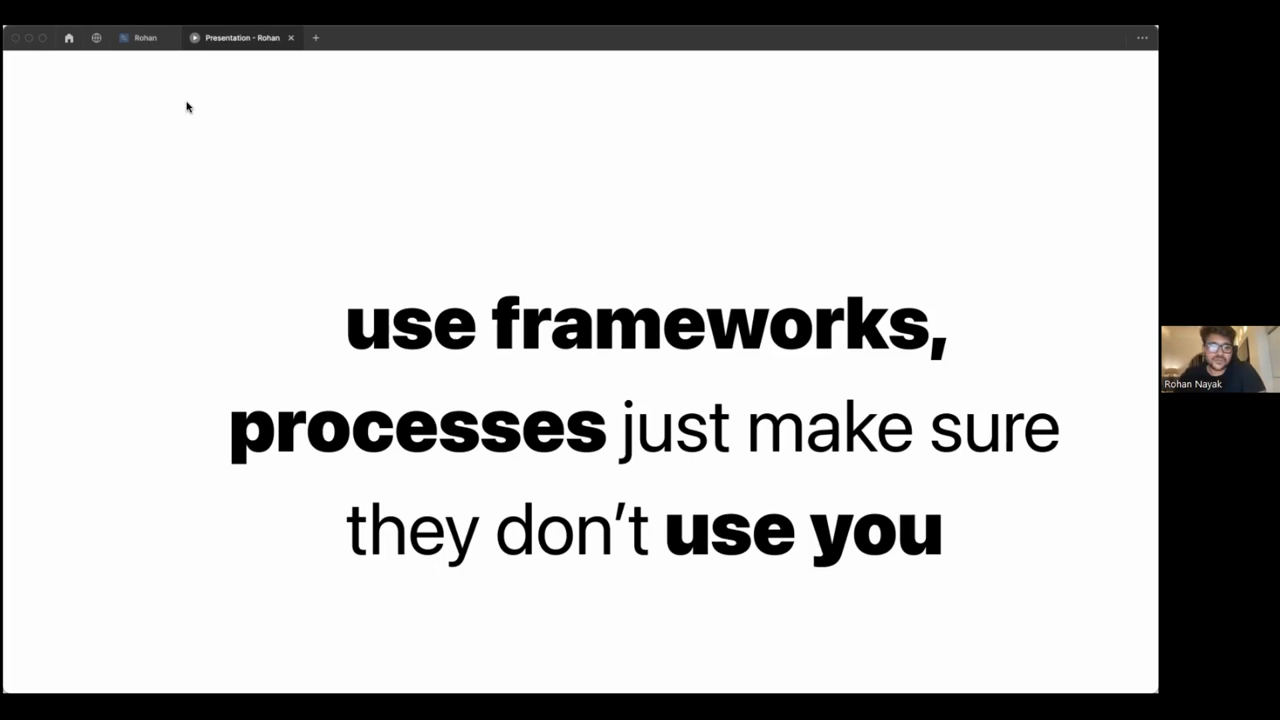 Rohan
Presentation - Rohan
use frameworks,
processes just make sure
they don’t use you
Rohan Nayak